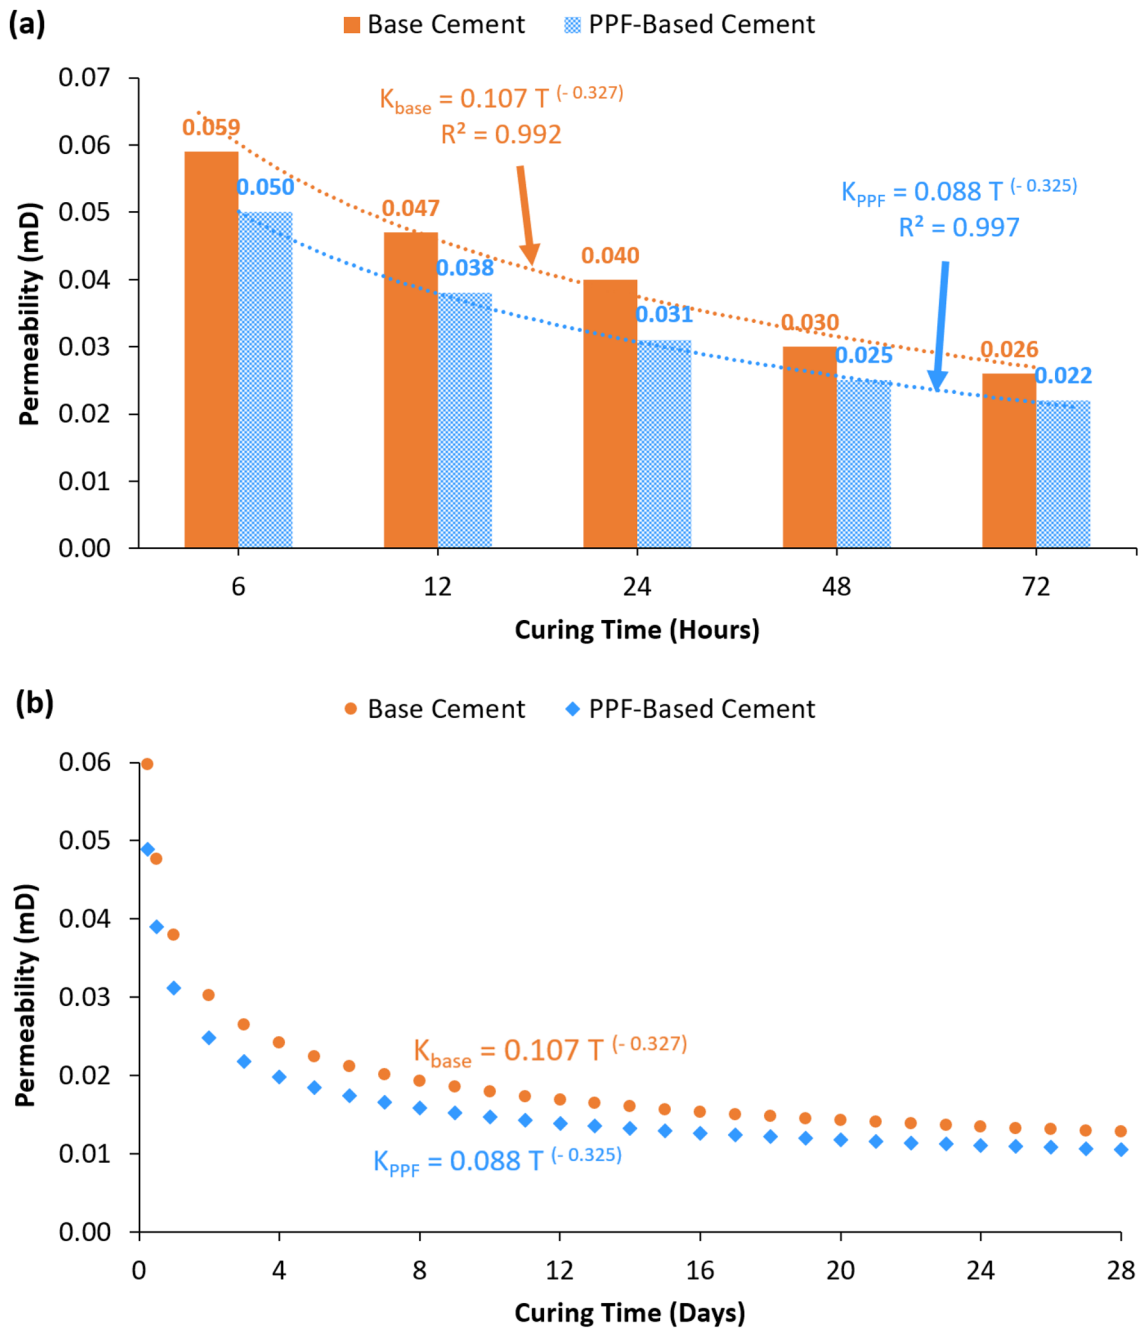 (a)
Base Cement PPF-Based Cement
Permeability (mD)
0.07
0.06
0.05
0.04
0.03
0.02
0.01
0.00
K_base = 0.107 T (- 0.327)
R² = 0.992
K_PPF = 0.088 T (- 0.325)
R² = 0.997
0.059
0.050
0.047
0.038
0.040
0.031
0.030
0.025
0.026
0.022
6 12 24 48 72
Curing Time (Hours)
(b)
Base Cement PPF-Based Cement
Permeability (mD)
0.06
0.05
0.04
0.03
0.02
0.01
0.00
K_base = 0.107 T (- 0.327)
K_PPF = 0.088 T (- 0.325)
0 4 8 12 16 20 24 28
Curing Time (Days)